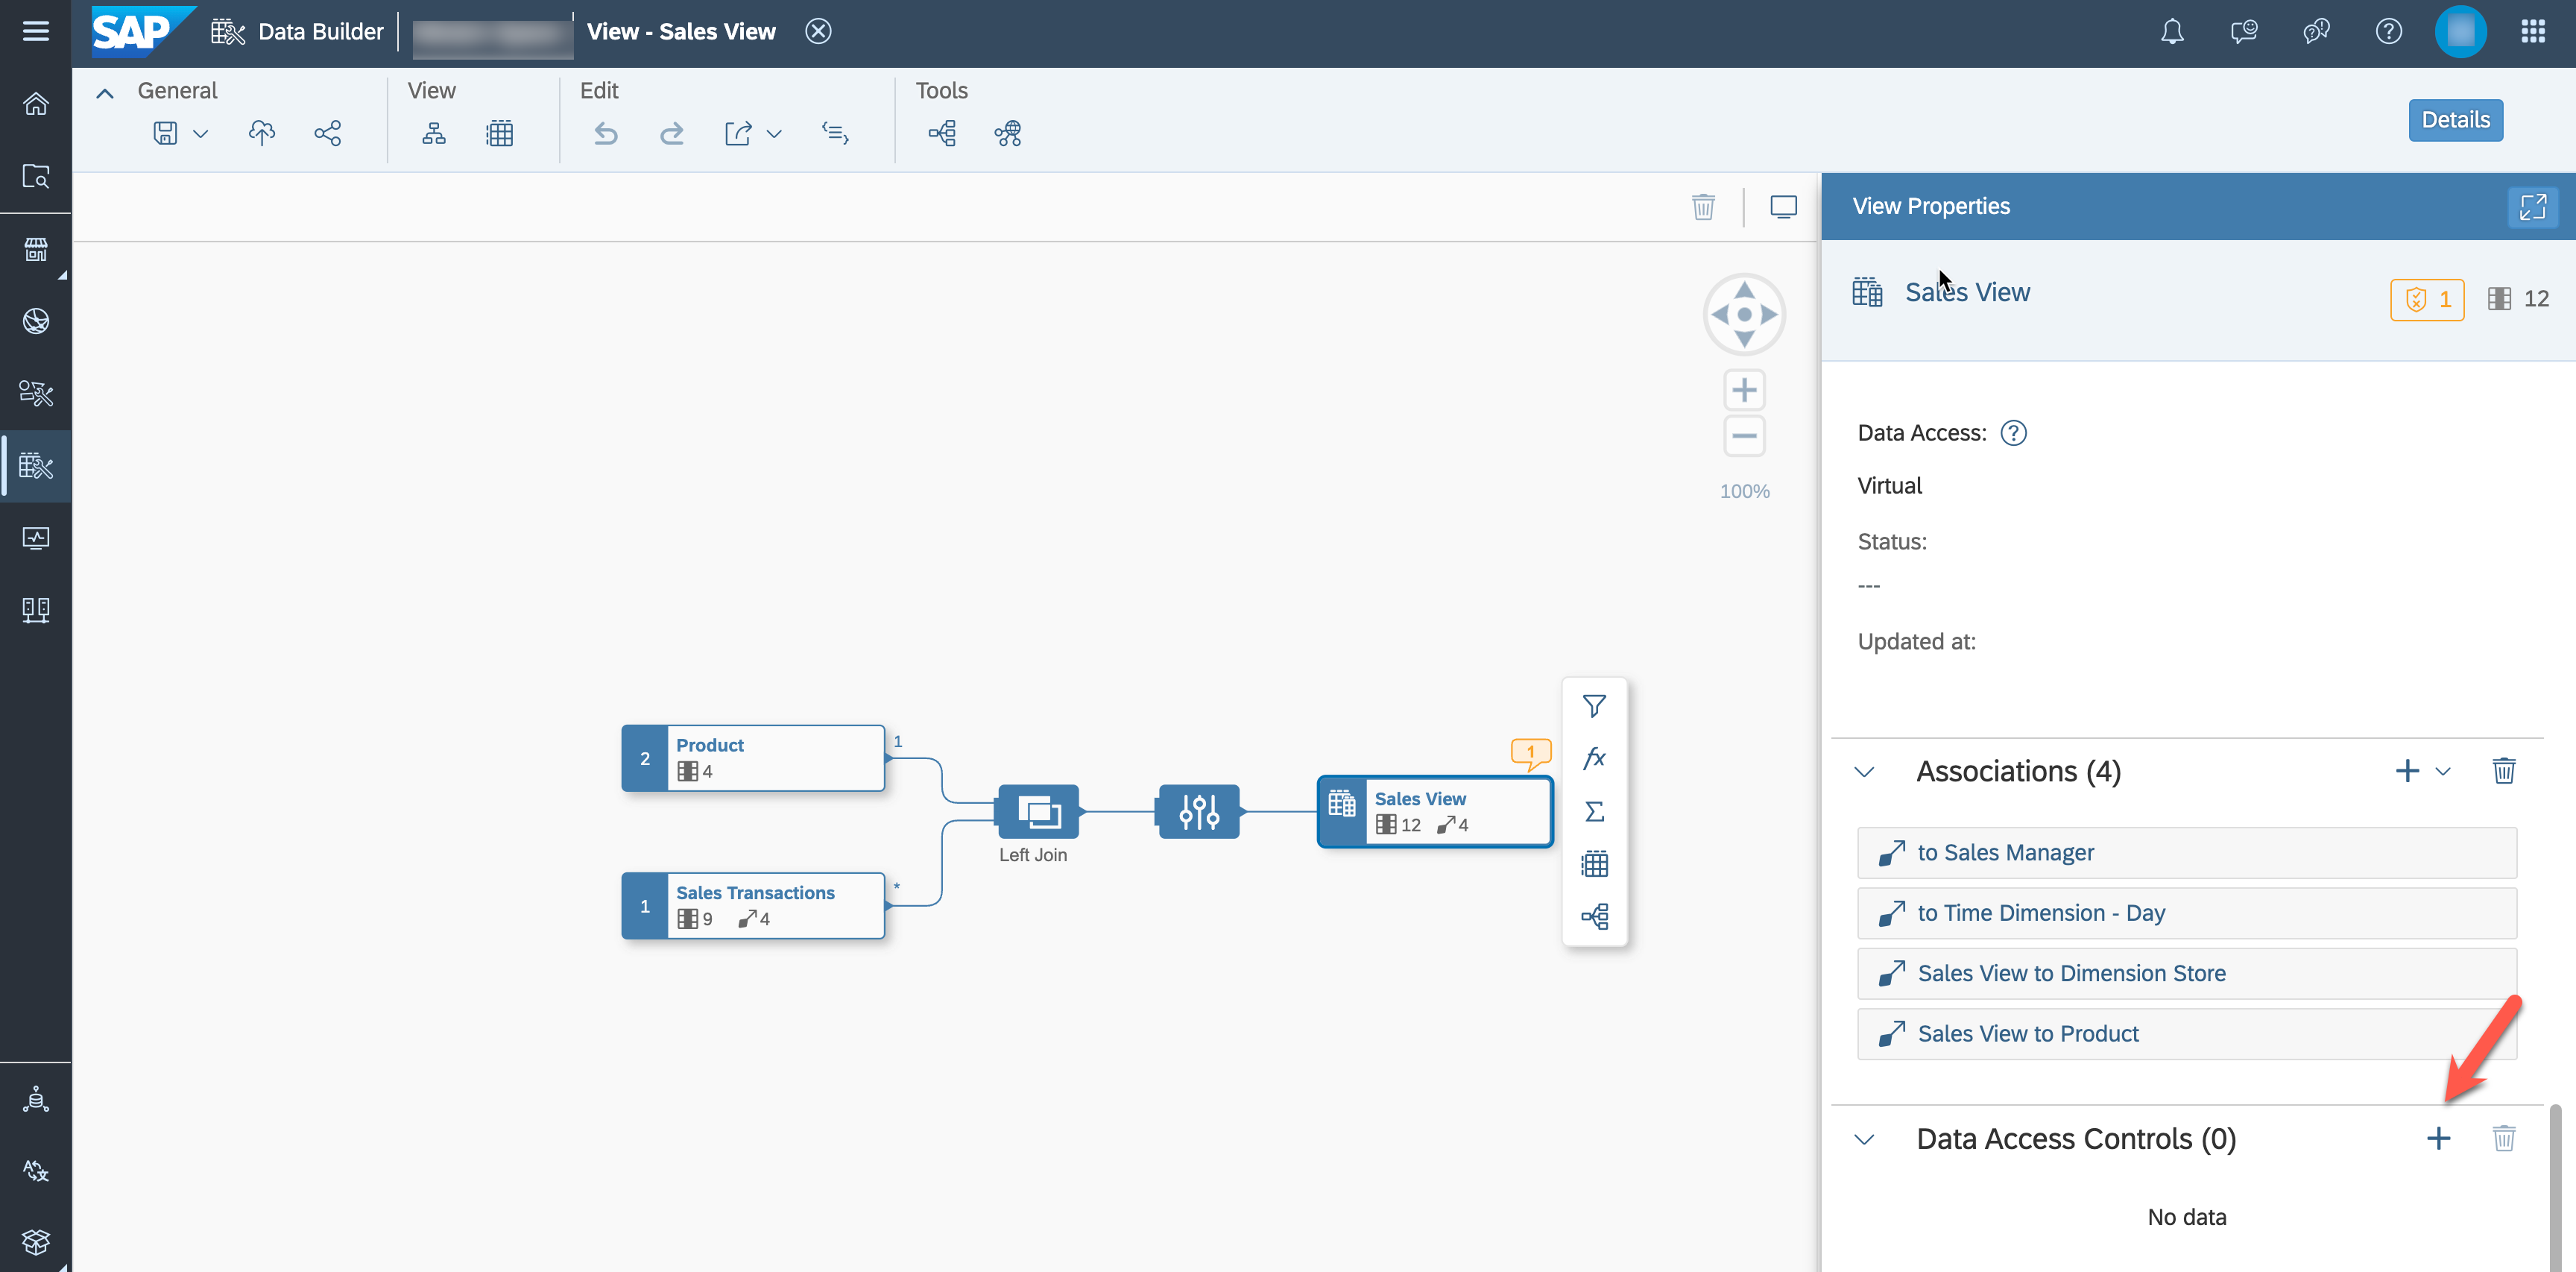 SAP Data Builder View - Sales View
General View Edit Tools
Details
View Properties
Sales View
1 12
Data Access:
Virtual
Status:
---
Updated at:
100%
2 Product 1
4
1 Sales Transactions *
9 4
Left Join
1
Sales View
12 4
fx
Σ
Associations (4)
to Sales Manager
to Time Dimension - Day
Sales View to Dimension Store
Sales View to Product
Data Access Controls (0)
No data